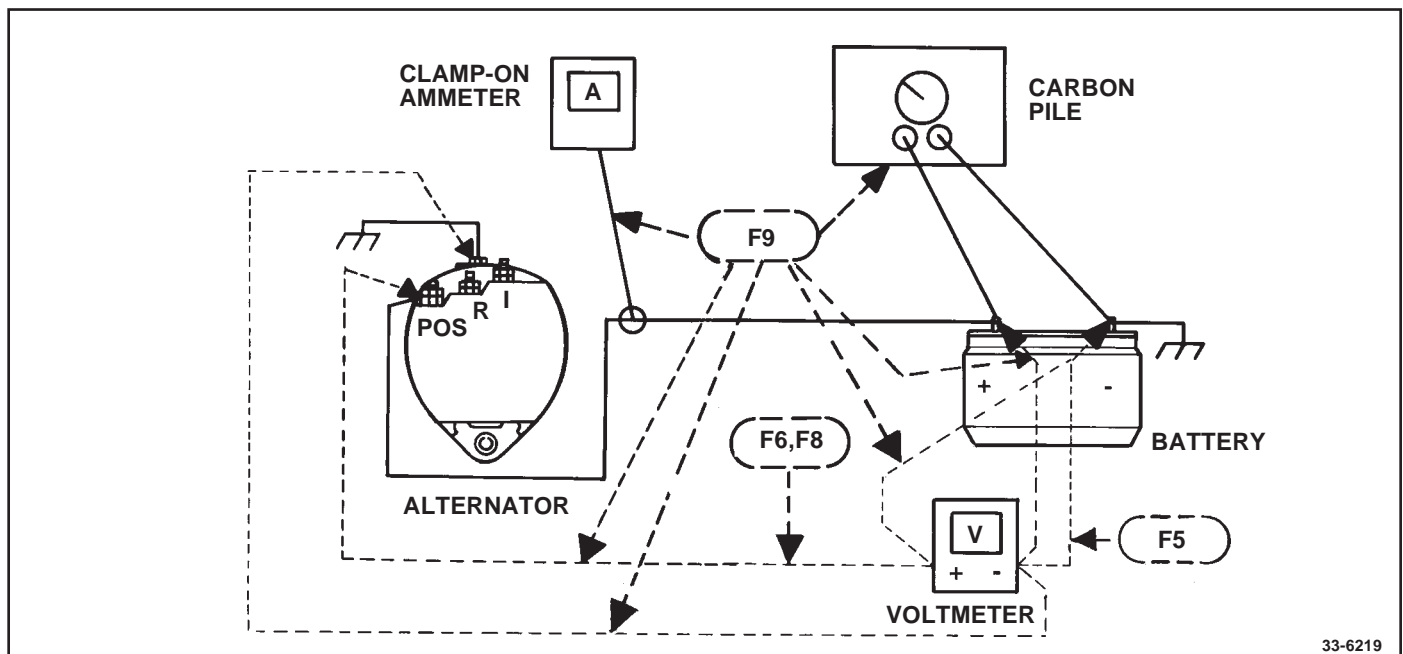 CLAMP-ON
AMMETER
A
CARBON
PILE
F9
POS
R
I
+
-
BATTERY
F6,F8
ALTERNATOR
V
+ -
F5
VOLTMETER
33-6219